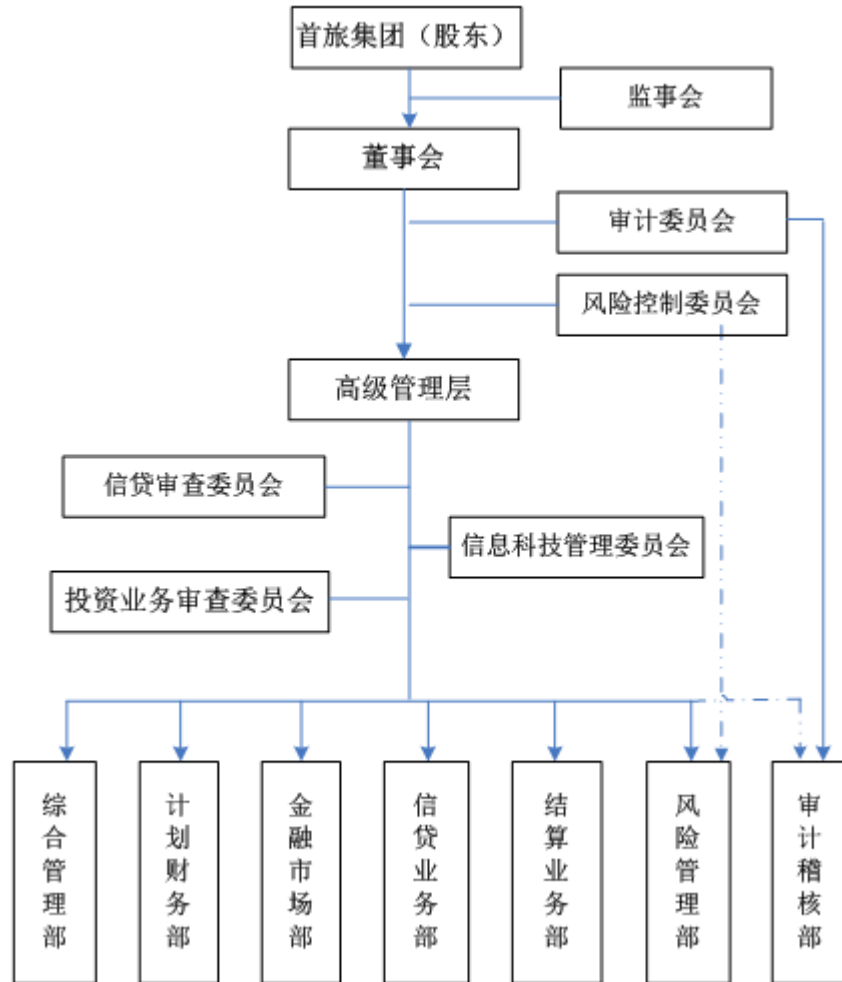 首旅集团（股东）
监事会
董事会
审计委员会
风险控制委员会
高级管理层
信贷审查委员会
信息科技管理委员会
投资业务审查委员会
综合管理部
计划财务部
金融市场部
信贷业务部
结算业务部
风险管理部
审计稽核部